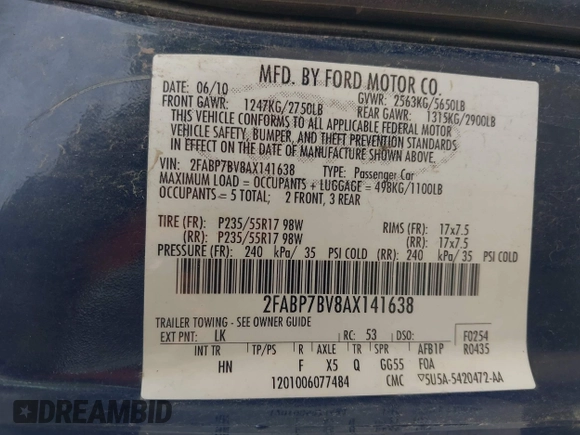 MFD. BY FORD MOTOR CO.
DATE: 06/10 GVWR: 2563KG/5650LB
FRONT GAWR: 1247KG/2750LB REAR GAWR: 1315KG/2900LB
THIS VEHICLE CONFORMS TO ALL APPLICABLE FEDERAL MOTOR
VEHICLE SAFETY, BUMPER, AND THEFT PREVENTION STANDARDS
IN EFFECT ON THE DATE OF MANUFACTURE SHOWN ABOVE.
VIN: 2FABP7BV8AX141638 TYPE: Passenger Car
MAXIMUM LOAD = OCCUPANTS + LUGGAGE = 498KG/1100LB
OCCUPANTS = 5 TOTAL; 2 FRONT, 3 REAR
TIRE (FR): P235/55R17 98W RIMS (FR): 17x7.5
(RR): P235/55R17 98W (RR): 17x7.5
PRESSURE (FR): 240 kPa/ 35 PSI COLD (RR): 240 kPa/ 35 PSI COLD
2FABP7BV8AX141638
TRAILER TOWING - SEE OWNER GUIDE
EXT PNT: LK RC: 53 DSO: F0254
INT TR TP/PS R AXLE TR SPR AFB1P R0435
HN F X5 Q GG55 FOA
1201006077484 CMC ▽5U5A-5420472-AA
DREAMBID